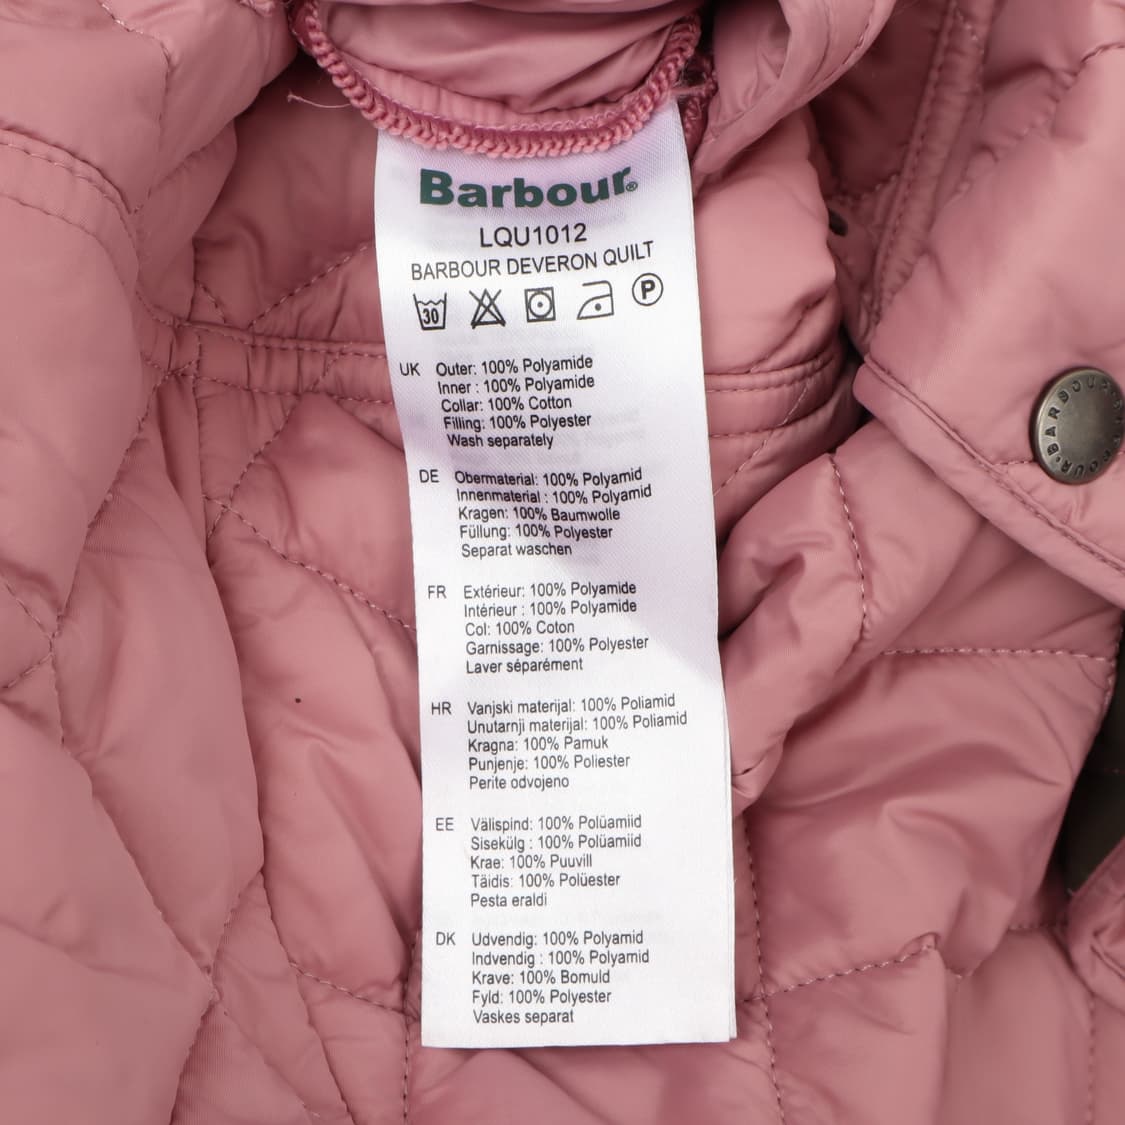 Barbour®
LQU1012
BARBOUR DEVERON QUILT
30
P
UK Outer: 100% Polyamide
Inner : 100% Polyamide
Collar: 100% Cotton
Filling: 100% Polyester
Wash separately
DE Obermaterial: 100% Polyamid
Innenmaterial : 100% Polyamid
Kragen: 100% Baumwolle
Füllung: 100% Polyester
Separat waschen
FR Extérieur: 100% Polyamide
Intérieur : 100% Polyamide
Col: 100% Coton
Garnissage: 100% Polyester
Laver séparément
HR Vanjski materijal: 100% Poliamid
Unutarnji materijal: 100% Poliamid
Kragna: 100% Pamuk
Punjenje: 100% Poliester
Perite odvojeno
EE Välispind: 100% Polüamiid
Sisekülg : 100% Polüamiid
Krae: 100% Puuvill
Täidis: 100% Polüester
Pesta eraldi
DK Udvendig: 100% Polyamid
Indvendig : 100% Polyamid
Krave: 100% Bomuld
Fyld: 100% Polyester
Vaskes separat
BARBOUR